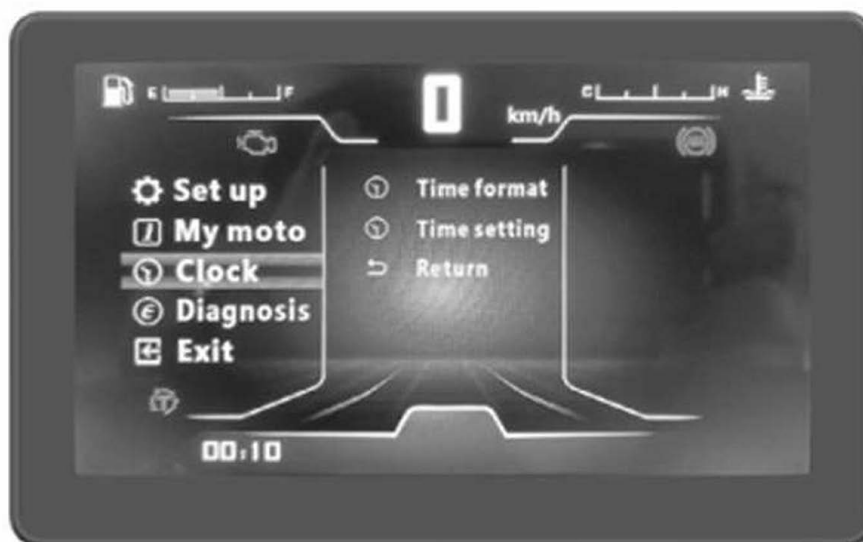 E F
0
km/h
C H
Set up
My moto
Clock
Diagnosis
Exit
Time format
Time setting
Return
00:10